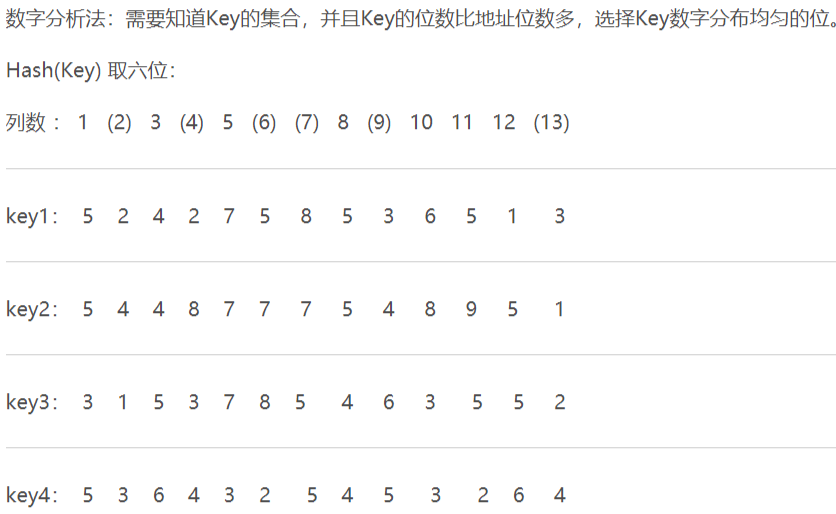 数字分析法：需要知道Key的集合，并且Key的位数比地址位数多，选择Key数字分布均匀的位。
Hash(Key) 取六位：
列数 ： 1 (2) 3 (4) 5 (6) (7) 8 (9) 10 11 12 (13)
key1： 5 2 4 2 7 5 8 5 3 6 5 1 3
key2： 5 4 4 8 7 7 7 5 4 8 9 5 1
key3： 3 1 5 3 7 8 5 4 6 3 5 5 2
key4： 5 3 6 4 3 2 5 4 5 3 2 6 4